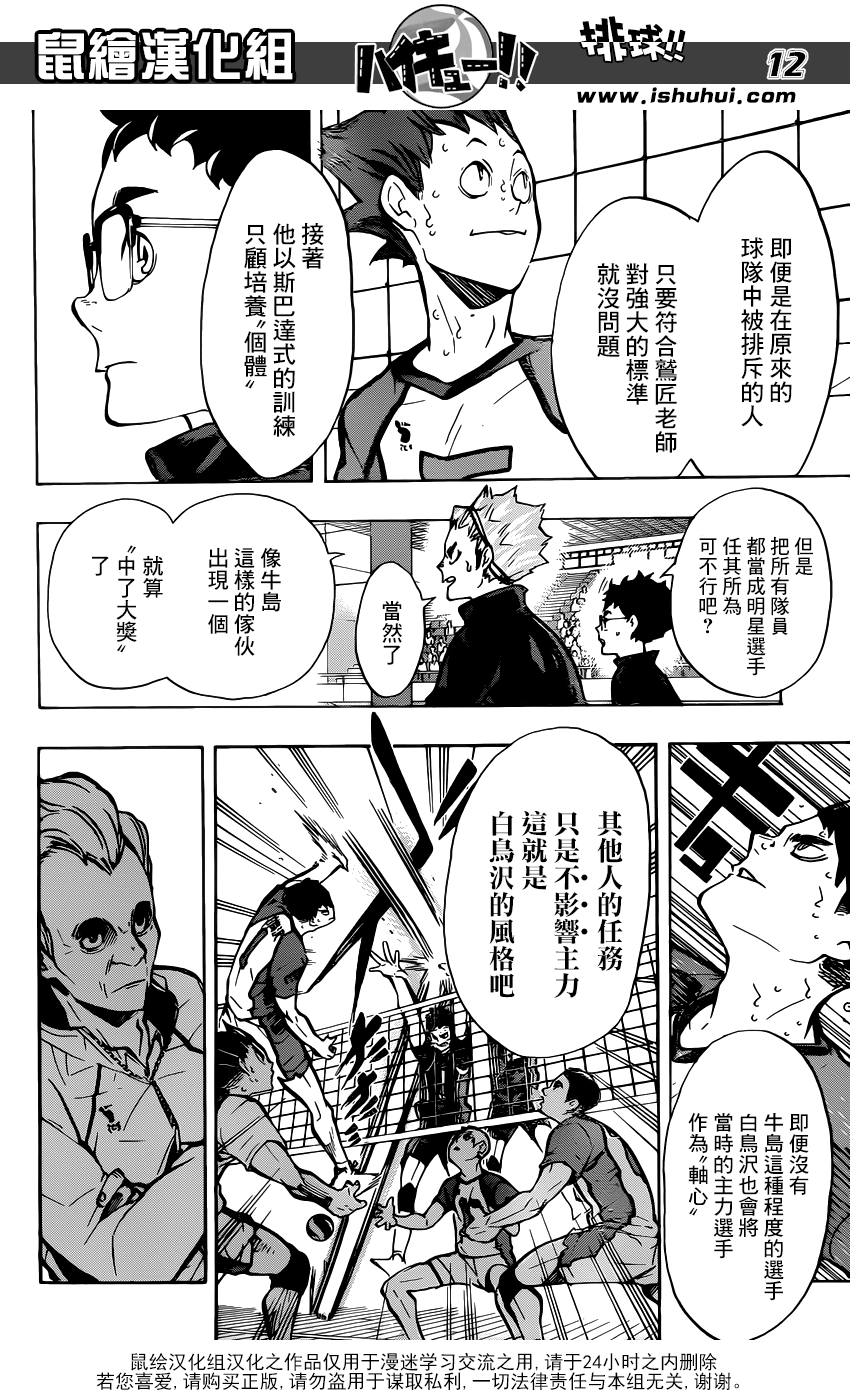 鼠繪漢化組
ハイキュー!!
排球!!
12
www.ishuhui.com
即便是在原來的
球隊中被排斥的人
只要符合鷲匠老師
對強大的標準
就沒問題
接著
他以斯巴達式的訓練
只顧培養〝個體〞
但是
把所有隊員
都當成明星選手
任其所為
可不行吧？
當然了
像牛島
這樣的傢伙
出現一個
就算
〝中了大獎〞
了
即便沒有
牛島這種程度的選手
白鳥沢也會將
當時的主力選手
作為〝軸心〞
其他人的任務
只是不影響主力
這就是
白鳥沢的風格吧
鼠绘汉化组汉化之作品仅用于漫迷学习交流之用, 请于24小时之内删除
若您喜爱, 请购买正版, 请勿盗用于谋取私利, 一切法律责任与本组无关, 谢谢。